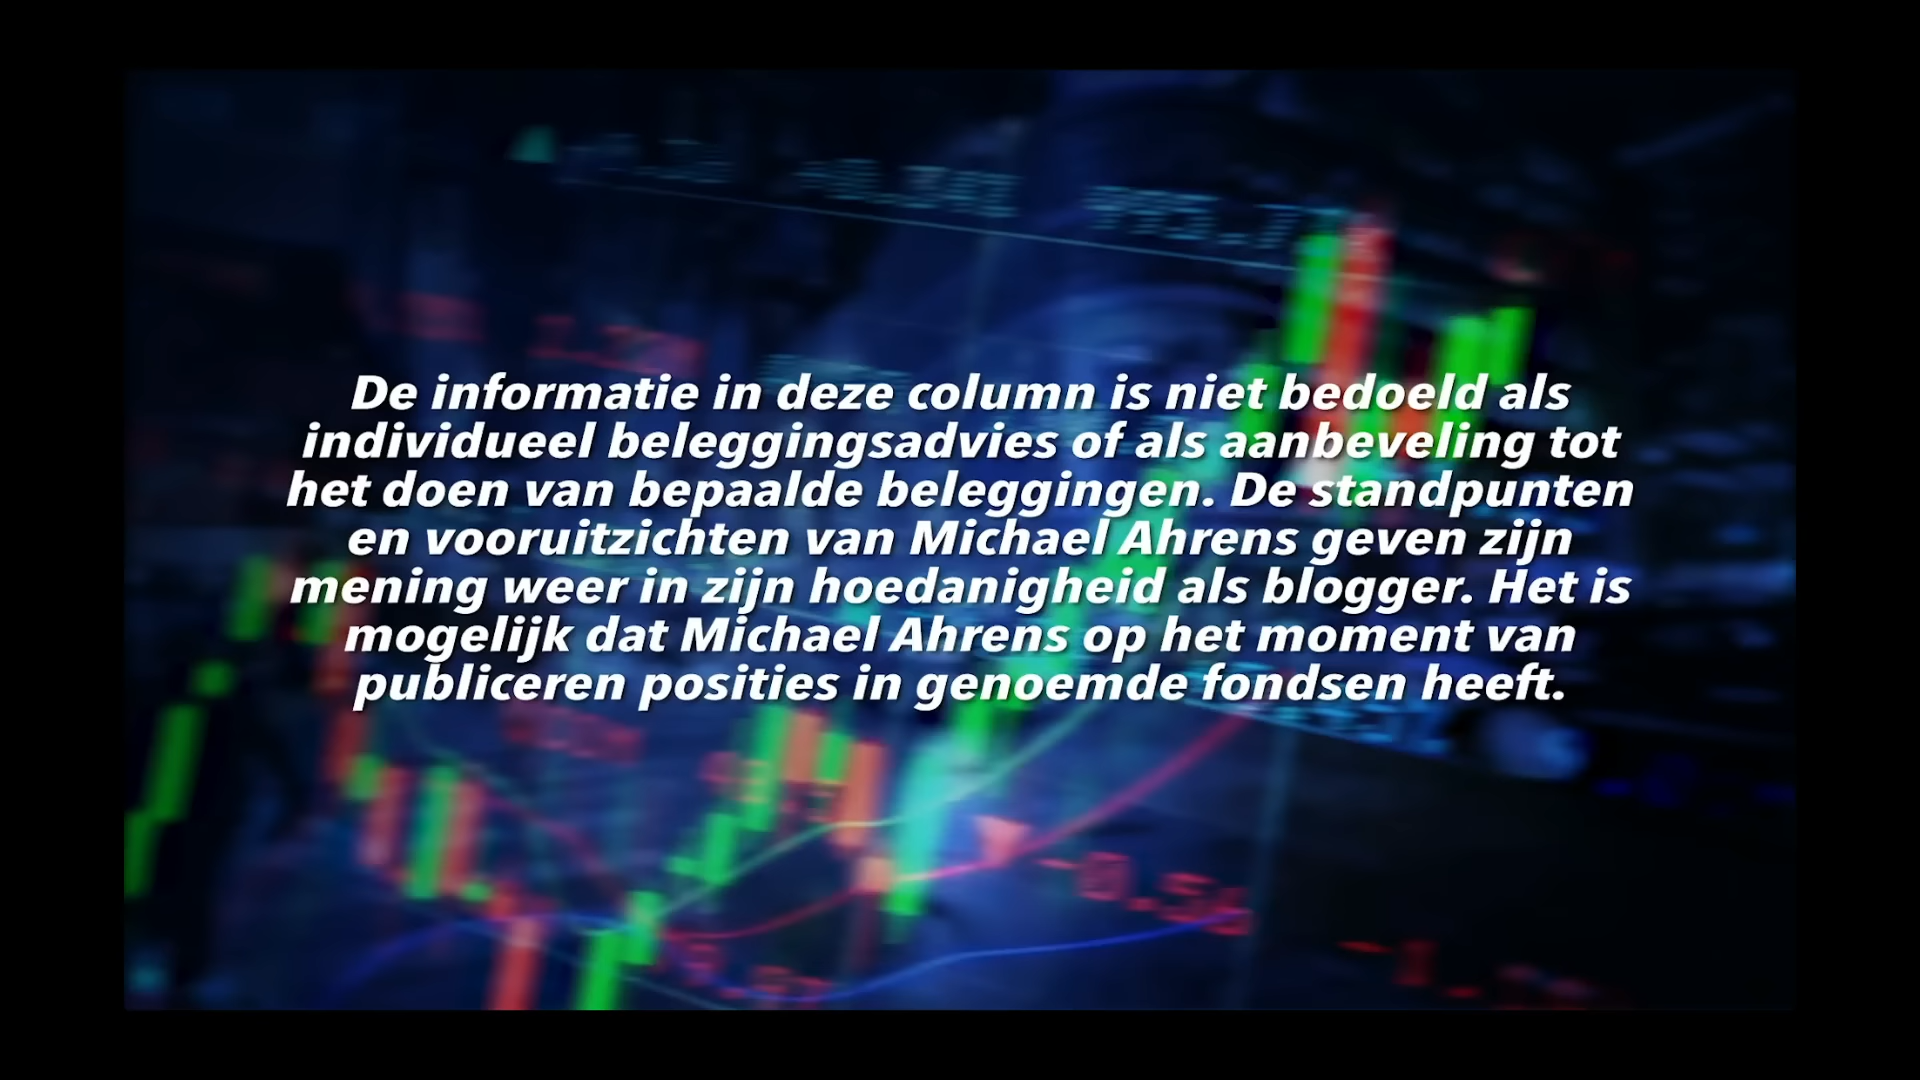 De informatie in deze column is niet bedoeld als
individueel beleggingsadvies of als aanbeveling tot
het doen van bepaalde beleggingen. De standpunten
en vooruitzichten van Michael Ahrens geven zijn
mening weer in zijn hoedanigheid als blogger. Het is
mogelijk dat Michael Ahrens op het moment van
publiceren posities in genoemde fondsen heeft.